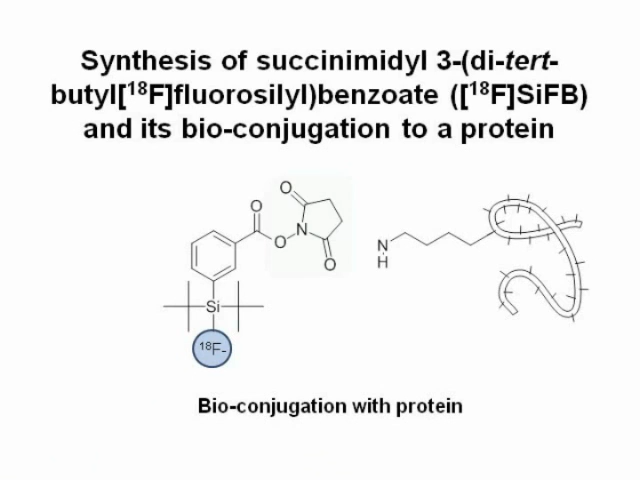 Synthesis of succinimidyl 3-(di-tert-
butyl[18F]fluorosilyl)benzoate ([18F]SiFB)
and its bio-conjugation to a protein
O
O
O
N
O
N
H
Si
18F-
Bio-conjugation with protein